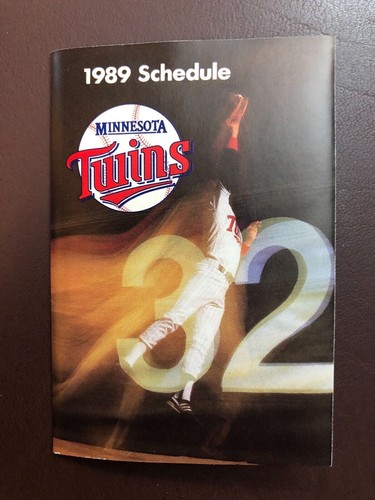 1989 Schedule
MINNESOTA
Twins
32